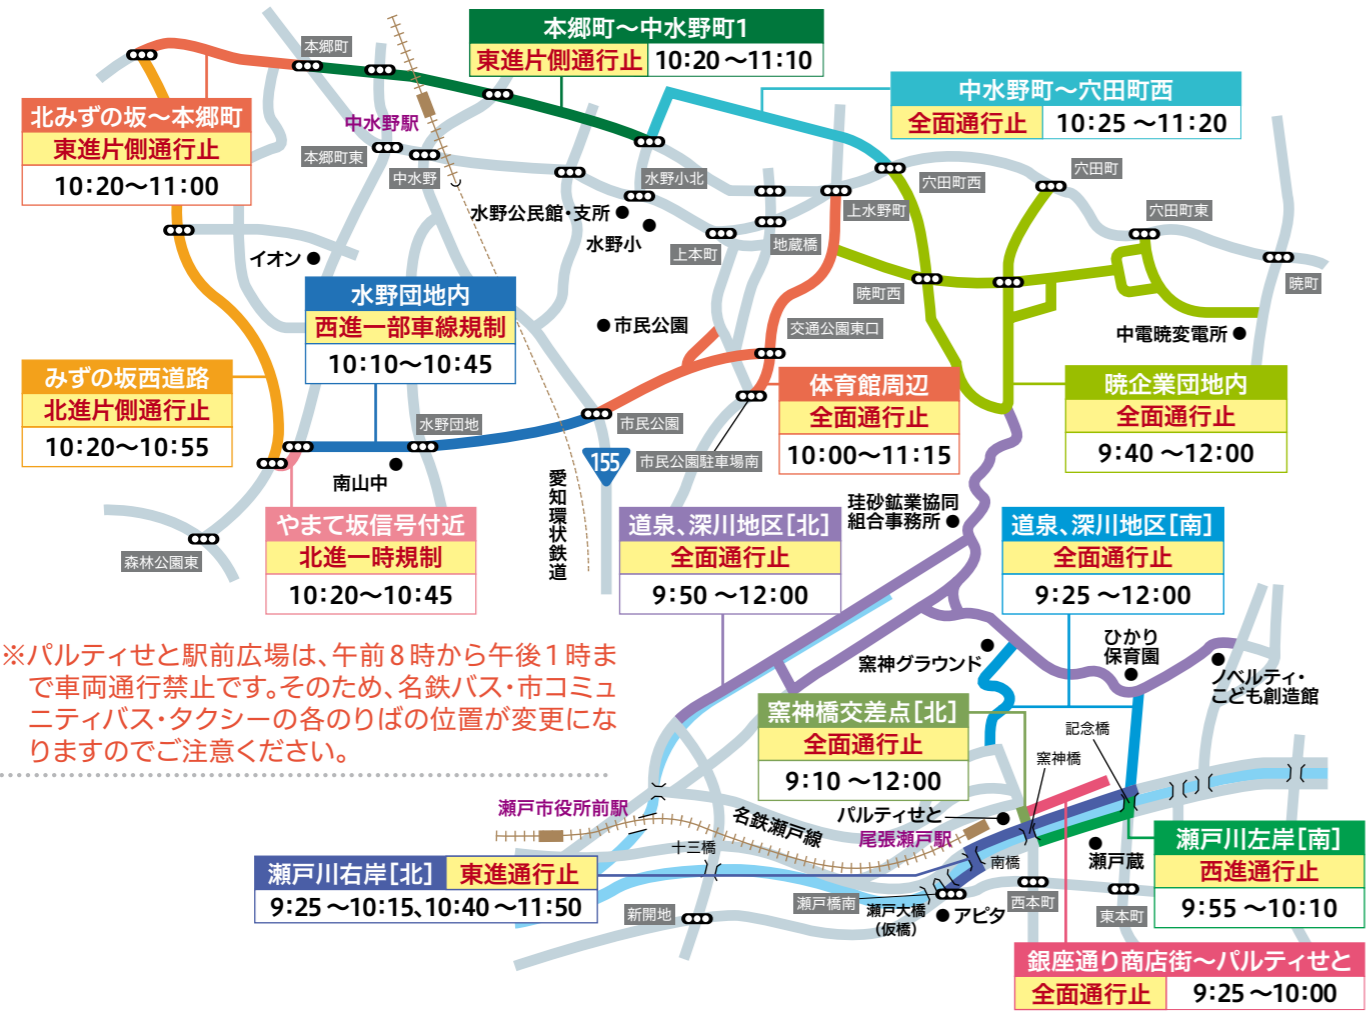 本郷町～中水野町1
東進片側通行止 10：20～11：10
本郷町
中水野町～穴田町西
全面通行止 10：25～11：20
北みずの坂～本郷町
東進片側通行止
10：20～11：00
中水野駅
本郷町東
中水野
水野小北
穴田町西
穴田町
水野公民館・支所
水野小
上水野町
穴田町東
上本町
地蔵橋
イオン
水野団地内
西進一部車線規制
10：10～10：45
暁町西
暁町
市民公園
交通公園東口
中電暁変電所
みずの坂西道路
北進片側通行止
10：20～10：55
体育館周辺
全面通行止
10：00～11：15
暁企業団地内
全面通行止
9：40～12：00
水野団地
市民公園
市民公園駐車場南
155
南山中
愛知環状鉄道
珪砂鉱業協同
組合事務所
やまて坂信号付近
北進一時規制
10：20～10：45
森林公園東
道泉、深川地区[北]
全面通行止
9：50～12：00
道泉、深川地区[南]
全面通行止
9：25～12：00
※パルティせと駅前広場は、午前8時から午後1時ま
で車両通行禁止です。そのため、名鉄バス・市コミュ
ニティバス・タクシーの各のりばの位置が変更にな
りますのでご注意ください。
窯神グラウンド
ひかり
保育園
ノベルティ・
こども創造館
窯神橋交差点[北]
全面通行止
9：10～12：00
記念橋
窯神橋
瀬戸市役所前駅
名鉄瀬戸線
パルティせと
尾張瀬戸駅
十三橋
南橋
瀬戸蔵
瀬戸川左岸[南]
西進通行止
9：55～10：10
瀬戸川右岸[北] 東進通行止
9：25～10：15、10：40～11：50
新開地
瀬戸橋南
瀬戸大橋
（仮橋）
アピタ
西本町
東本町
銀座通り商店街～パルティせと
全面通行止 9：25～10：00